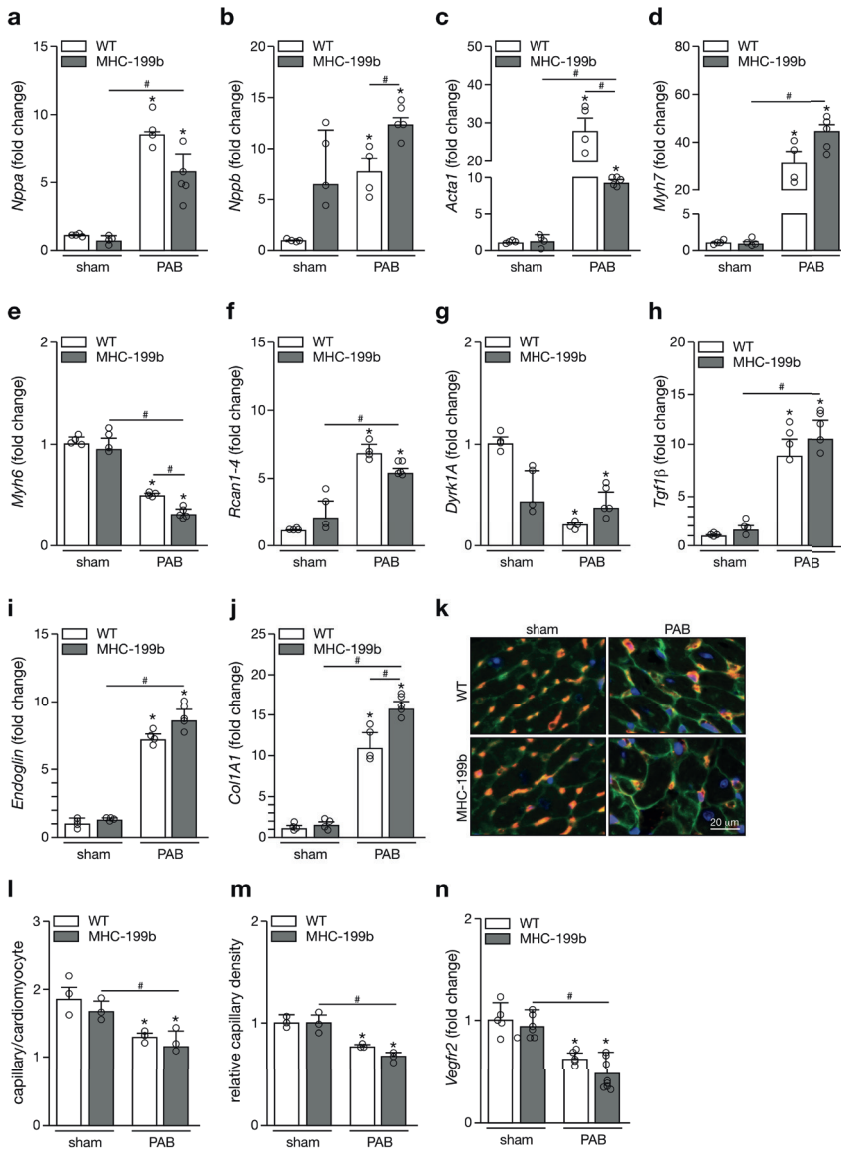 a
WT
MHC-199b
Nppa (fold change)
15
10
5
0
#
*
*
sham
PAB
b
WT
MHC-199b
Nppb (fold change)
20
15
10
5
0
#
*
*
sham
PAB
c
WT
MHC-199b
Acta1 (fold change)
50
40
30
20
10
5
0
#
#
*
*
sham
PAB
d
WT
MHC-199b
Myh7 (fold change)
80
60
40
20
5
0
#
*
*
sham
PAB
e
WT
MHC-199b
Myh6 (fold change)
2
1
0
#
#
*
*
sham
PAB
f
WT
MHC-199b
Rcan1-4 (fold change)
15
10
5
0
#
*
*
sham
PAB
g
WT
MHC-199b
Dyrk1A (fold change)
2
1
0
*
*
sham
PAB
h
WT
MHC-199b
Tgf1β (fold change)
20
15
10
5
0
#
*
*
sham
PAB
i
WT
MHC-199b
Endoglin (fold change)
15
10
5
0
#
*
*
sham
PAB
j
WT
MHC-199b
Col1A1 (fold change)
25
20
15
10
5
0
#
#
*
*
sham
PAB
k
sham
PAB
WT
MHC-199b
20 μm
l
WT
MHC-199b
capillary/cardiomyocyte
3
2
1
0
#
*
*
sham
PAB
m
WT
MHC-199b
relative capillary density
2
1
0
#
*
*
sham
PAB
n
WT
MHC-199b
Vegfr2 (fold change)
2
1
0
#
*
*
sham
PAB